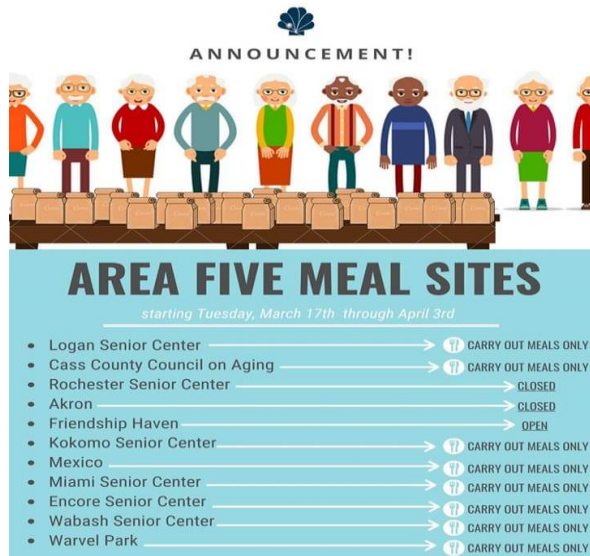 ANNOUNCEMENT!
AREA FIVE MEAL SITES
starting Tuesday, March 17th through April 3rd
• Logan Senior Center CARRY OUT MEALS ONLY
• Cass County Council on Aging CARRY OUT MEALS ONLY
• Rochester Senior Center CLOSED
• Akron CLOSED
• Friendship Haven OPEN
• Kokomo Senior Center CARRY OUT MEALS ONLY
• Mexico CARRY OUT MEALS ONLY
• Miami Senior Center CARRY OUT MEALS ONLY
• Encore Senior Center CARRY OUT MEALS ONLY
• Wabash Senior Center CARRY OUT MEALS ONLY
• Warvel Park CARRY OUT MEALS ONLY